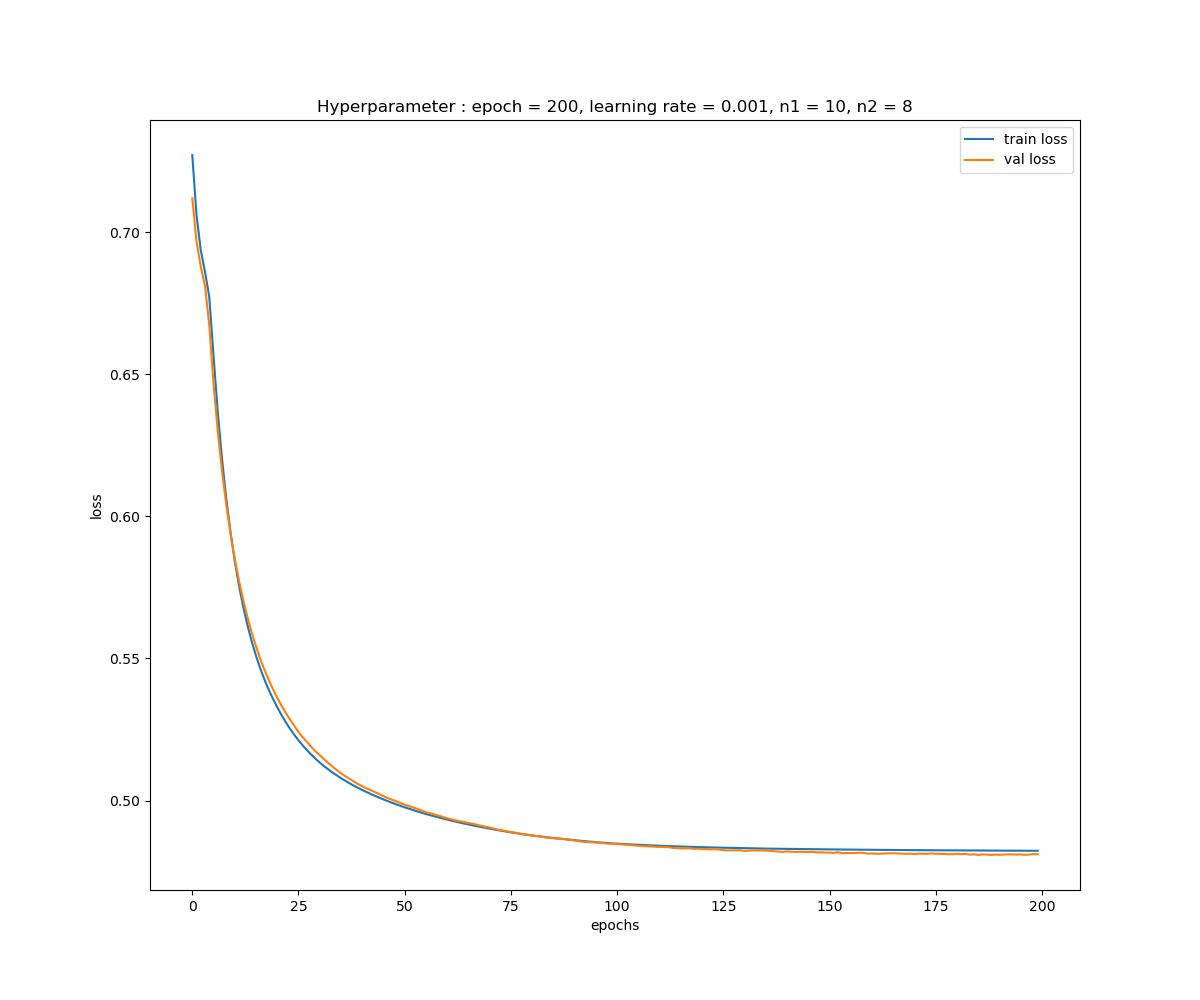 Hyperparameter : epoch = 200, learning rate = 0.001, n1 = 10, n2 = 8
train loss
val loss
0.70
0.65
0.60
0.55
0.50
loss
0 25 50 75 100 125 150 175 200
epochs